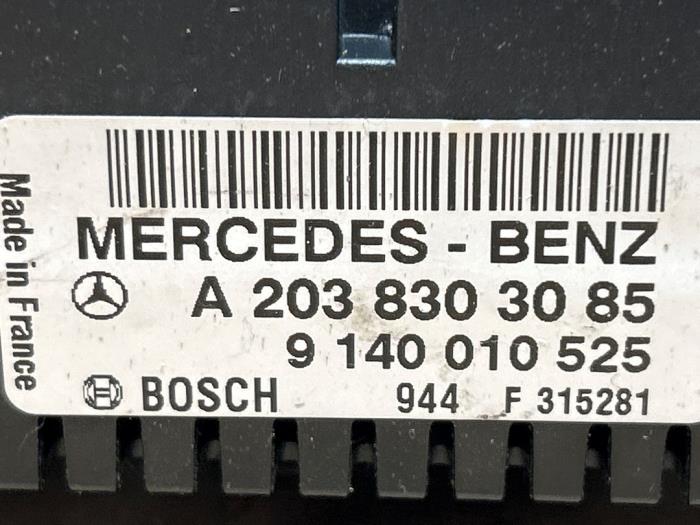 Made in France
MERCEDES - BENZ
A 203 830 30 85
9 140 010 525
BOSCH 944 F 315281